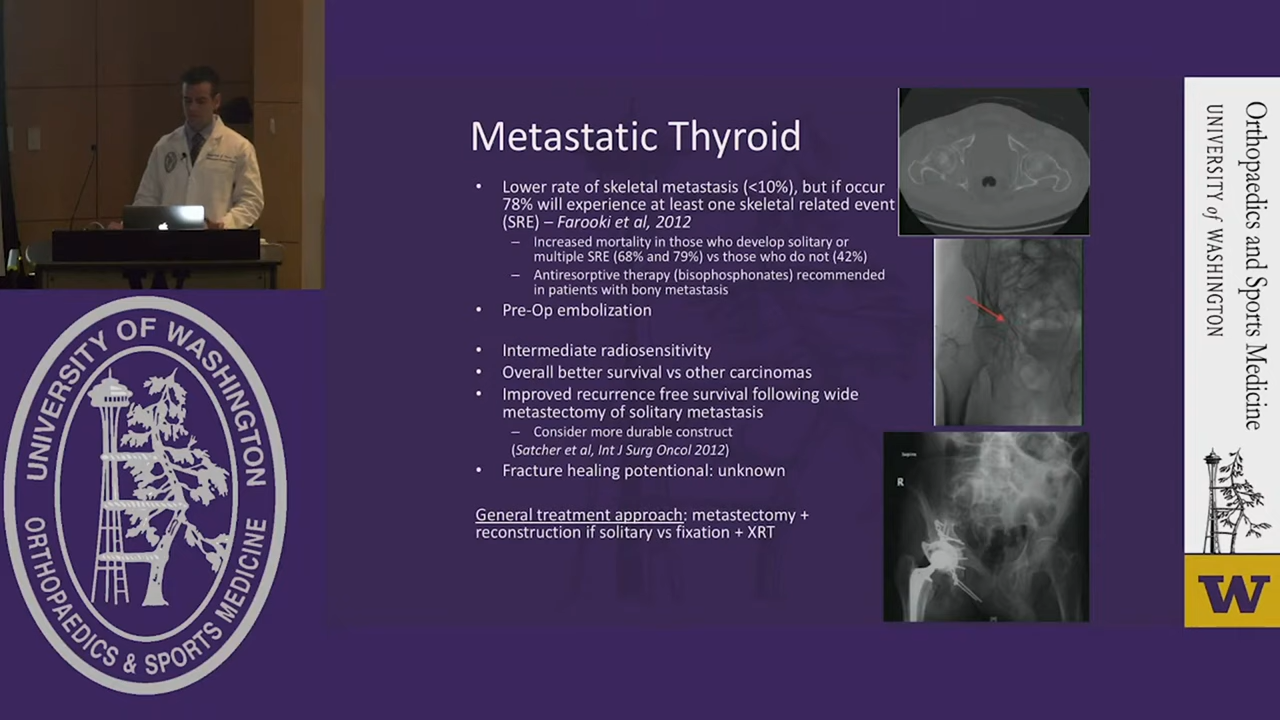 Metastatic Thyroid
• Lower rate of skeletal metastasis (<10%), but if occur
78% will experience at least one skeletal related event
(SRE) – Farooki et al, 2012
– Increased mortality in those who develop solitary or
multiple SRE (68% and 79%) vs those who do not (42%)
– Antiresorptive therapy (bisophosphonates) recommended
in patients with bony metastasis
• Pre-Op embolization
• Intermediate radiosensitivity
• Overall better survival vs other carcinomas
• Improved recurrence free survival following wide
metastectomy of solitary metastasis
– Consider more durable construct
(Satcher et al, Int J Surg Oncol 2012)
• Fracture healing potentional: unknown
General treatment approach: metastectomy +
reconstruction if solitary vs fixation + XRT
R
UNIVERSITY OF WASHINGTON
ORTHOPAEDICS & SPORTS MEDICINE
Orthopaedics and Sports Medicine
UNIVERSITY of WASHINGTON
W